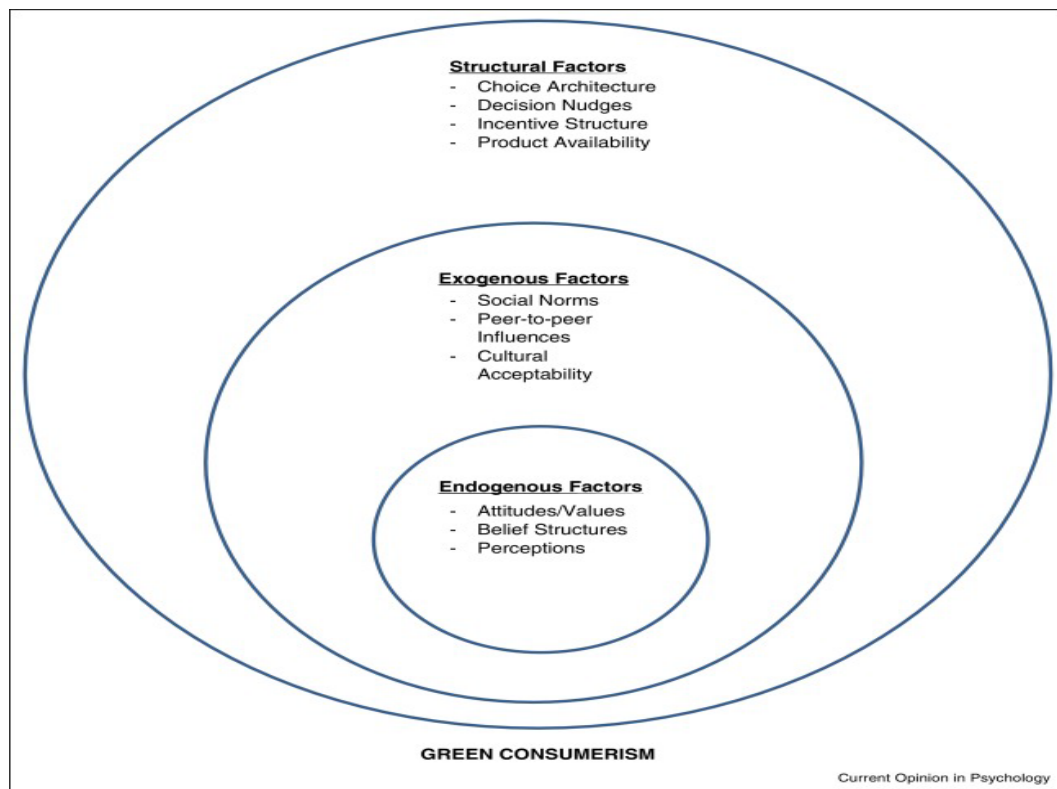 Structural Factors
- Choice Architecture
- Decision Nudges
- Incentive Structure
- Product Availability
Exogenous Factors
- Social Norms
- Peer-to-peer
Influences
- Cultural
Acceptability
Endogenous Factors
- Attitudes/Values
- Belief Structures
- Perceptions
GREEN CONSUMERISM
Current Opinion in Psychology